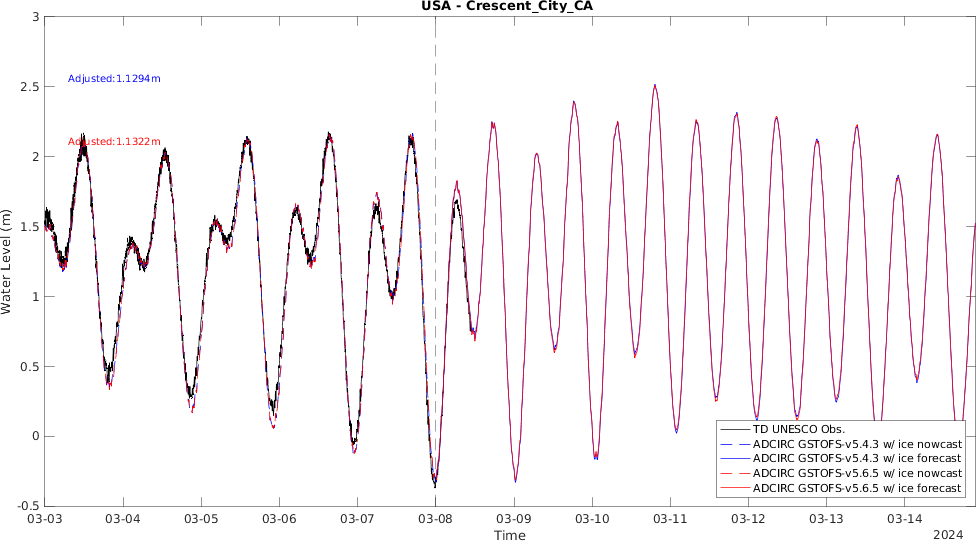 USA - Crescent_City_CA
3
2.5
2
1.5
1
0.5
0
-0.5
Water Level (m)
Adjusted:1.1294m
Adjusted:1.1322m
TD UNESCO Obs.
ADCIRC GSTOFS-v5.4.3 w/ ice nowcast
ADCIRC GSTOFS-v5.4.3 w/ ice forecast
ADCIRC GSTOFS-v5.6.5 w/ ice nowcast
ADCIRC GSTOFS-v5.6.5 w/ ice forecast
03-03 03-04 03-05 03-06 03-07 03-08 03-09 03-10 03-11 03-12 03-13 03-14
Time
2024